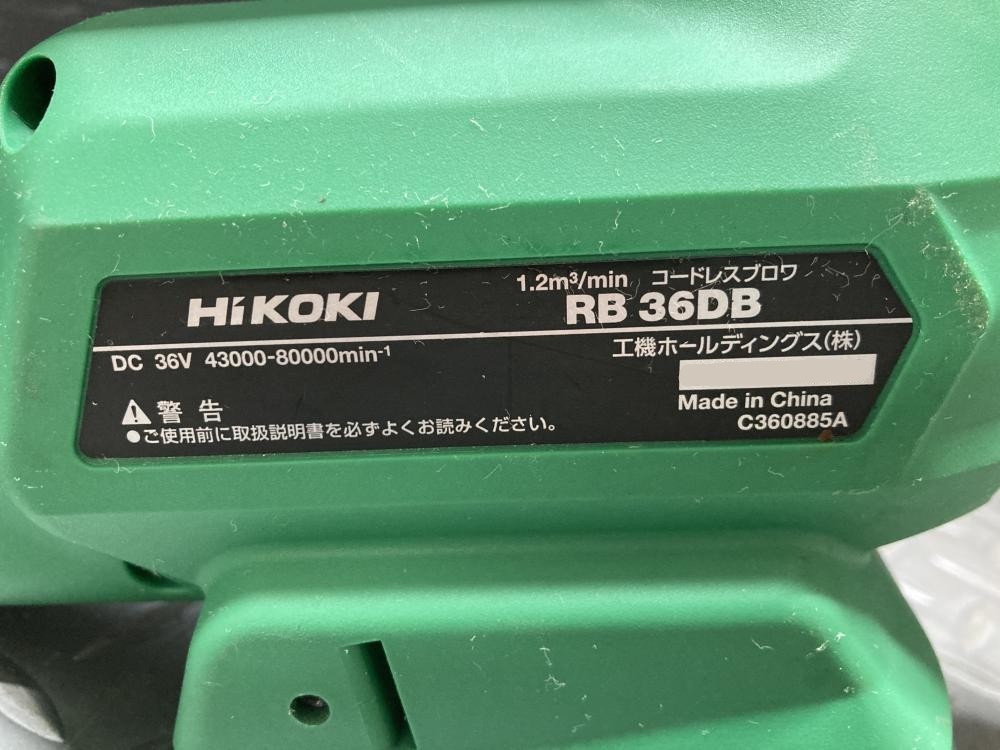 HiKOKI
1.2m³/min コードレスブロワ
RB 36DB
DC 36V 43000-80000min⁻¹
工機ホールディングス(株)
Made in China
C360885A
⚠警告
●ご使用前に取扱説明書を必ずよくお読みください。